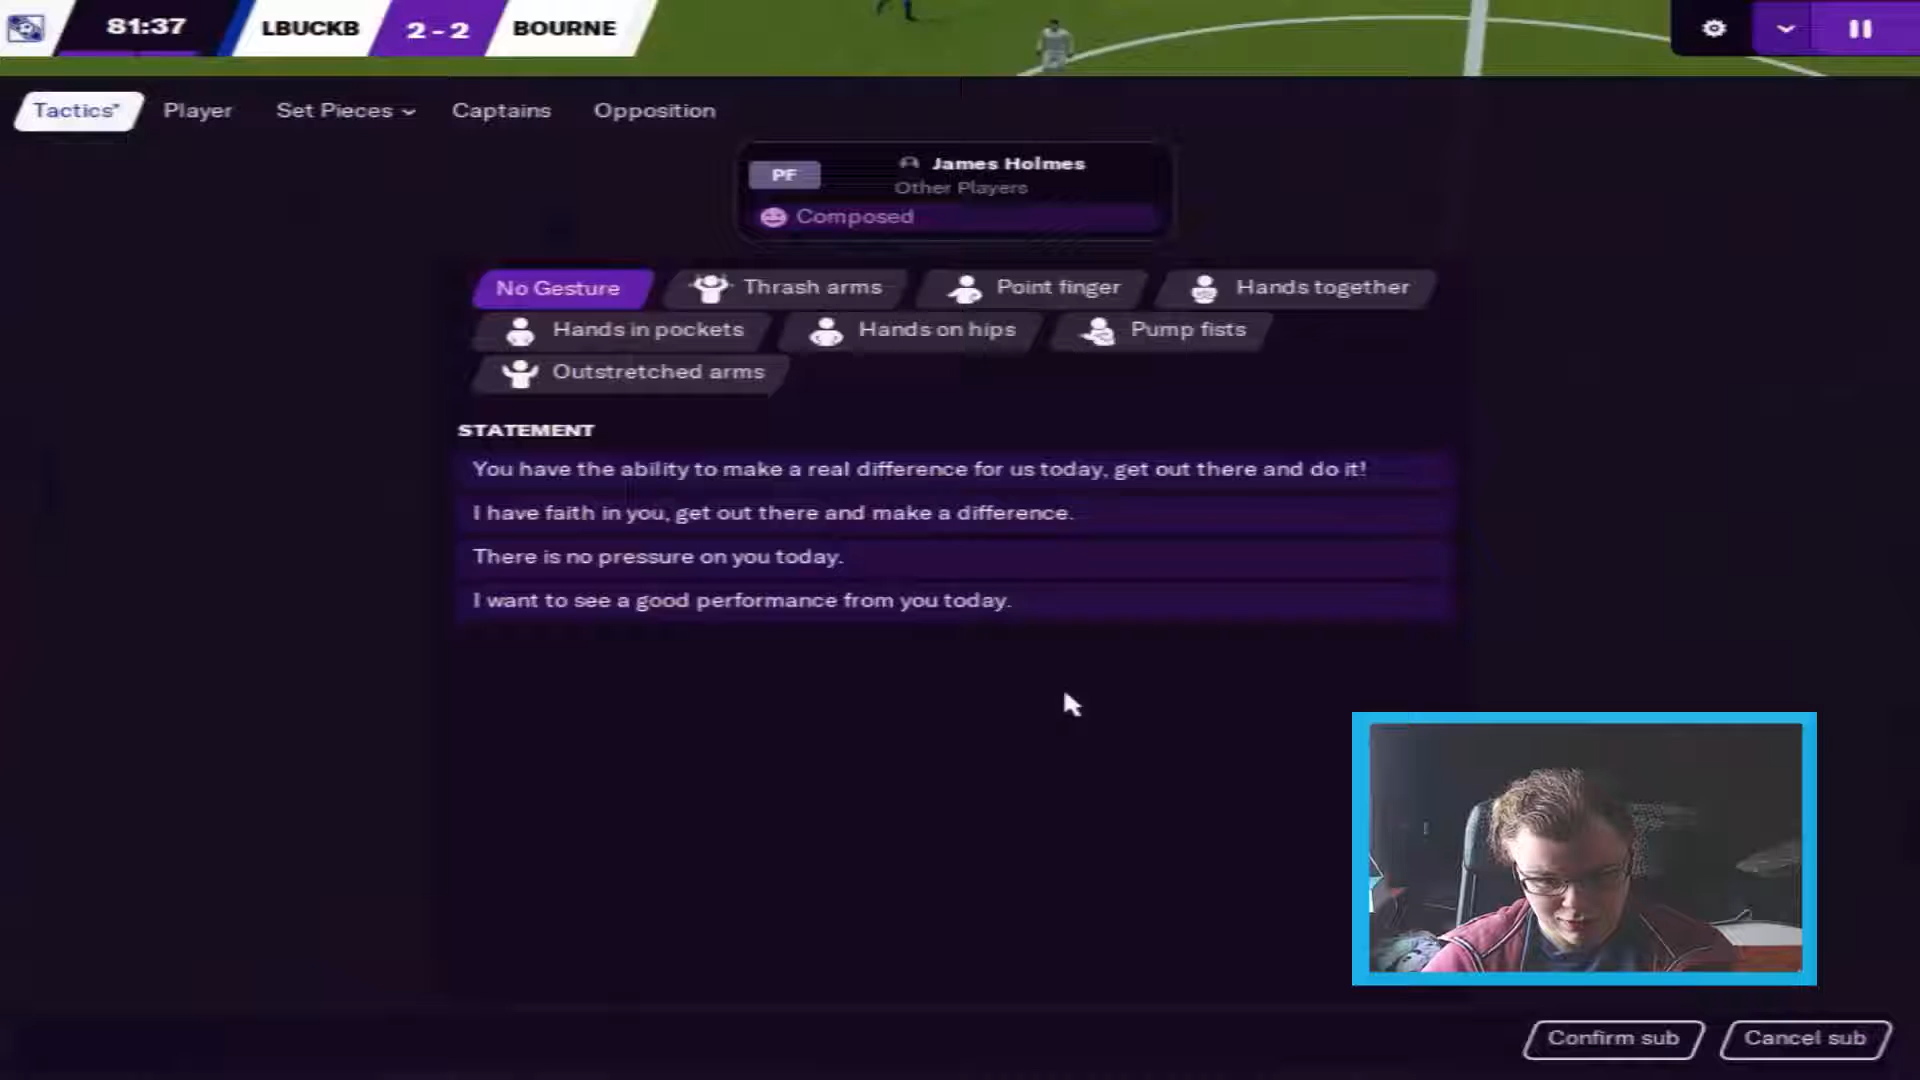 81:37 LBUCKB 2 - 2 BOURNE
Tactics* Player Set Pieces Captains Opposition
PF James Holmes
Other Players
Composed
No Gesture Thrash arms Point finger Hands together
Hands in pockets Hands on hips Pump fists
Outstretched arms
STATEMENT
You have the ability to make a real difference for us today, get out there and do it!
I have faith in you, get out there and make a difference.
There is no pressure on you today.
I want to see a good performance from you today.
Confirm sub Cancel sub